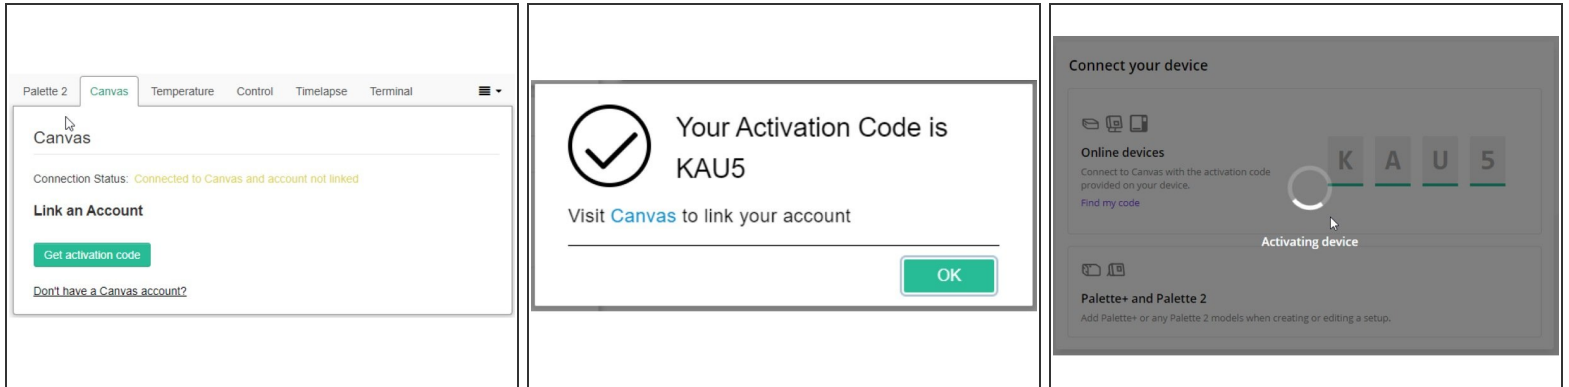 Palette 2 Canvas Temperature Control Timelapse Terminal
Canvas
Connection Status: Connected to Canvas and account not linked
Link an Account
Get activation code
Don't have a Canvas account?
Your Activation Code is
KAU5
Visit Canvas to link your account
OK
Connect your device
Online devices
Connect to Canvas with the activation code
provided on your device.
Find my code
K A U 5
Activating device
Palette+ and Palette 2
Add Palette+ or any Palette 2 models when creating or editing a setup.